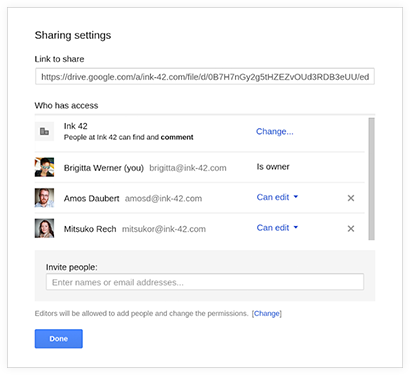 Sharing settings
Link to share
https://drive.google.com/a/ink-42.com/file/d/0B7H7nGy2g5tHZEZvOUd3RDB3eUU/ed
Who has access
Ink 42
People at Ink 42 can find and comment
Change...
Brigitta Werner (you) brigitta@ink-42.com Is owner
Amos Daubert amosd@ink-42.com Can edit
Mitsuko Rech mitsukor@ink-42.com Can edit
Invite people:
Enter names or email addresses...
Editors will be allowed to add people and change the permissions. [Change]
Done